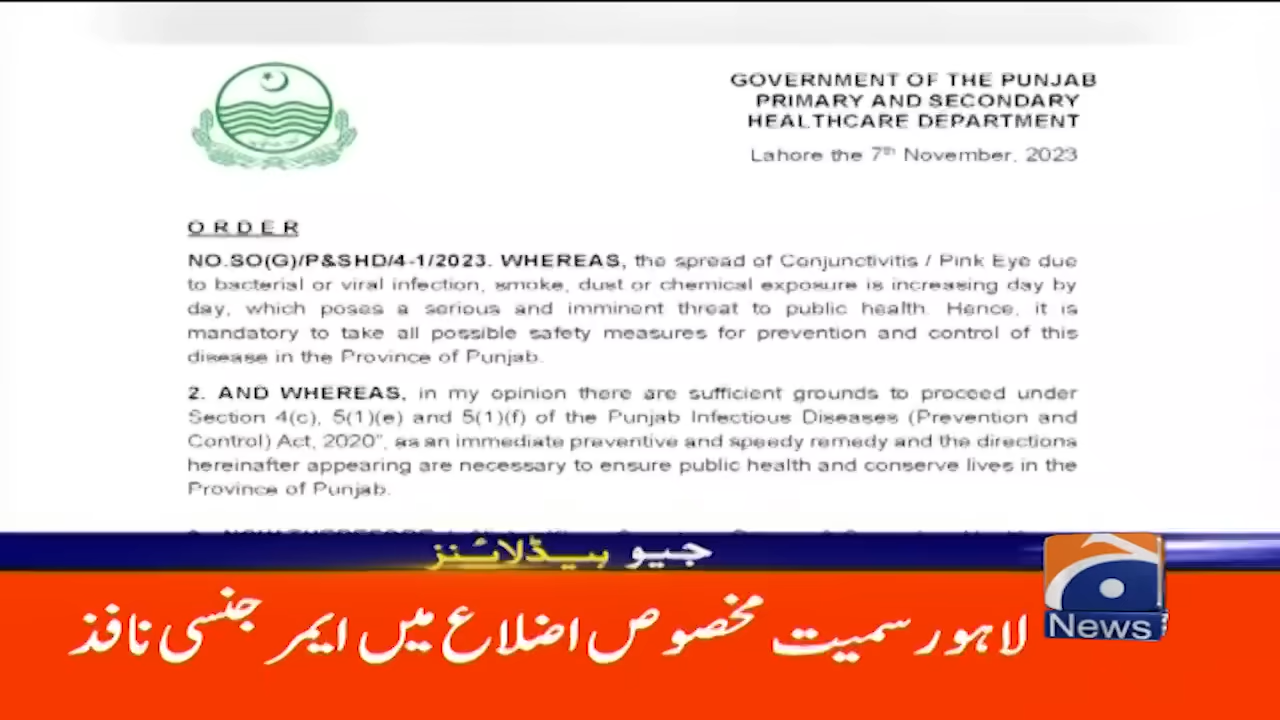 GOVERNMENT OF THE PUNJAB
PRIMARY AND SECONDARY
HEALTHCARE DEPARTMENT
Lahore the 7th November, 2023
ORDER
NO.SO(G)/P&SHD/4-1/2023. WHEREAS, the spread of Conjunctivitis / Pink Eye due
to bacterial or viral infection, smoke, dust or chemical exposure is increasing day by
day, which poses a serious and imminent threat to public health. Hence, it is
mandatory to take all possible safety measures for prevention and control of this
disease in the Province of Punjab.
2. AND WHEREAS, in my opinion there are sufficient grounds to proceed under
Section 4(c), 5(1)(e) and 5(1)(f) of the Punjab Infectious Diseases (Prevention and
Control) Act, 2020”, as an immediate preventive and speedy remedy and the directions
hereinafter appearing are necessary to ensure public health and conserve lives in the
Province of Punjab.
جیو ہیڈلائنز
لاہور سمیت مخصوص اضلاع میں ایمرجنسی نافذ
News